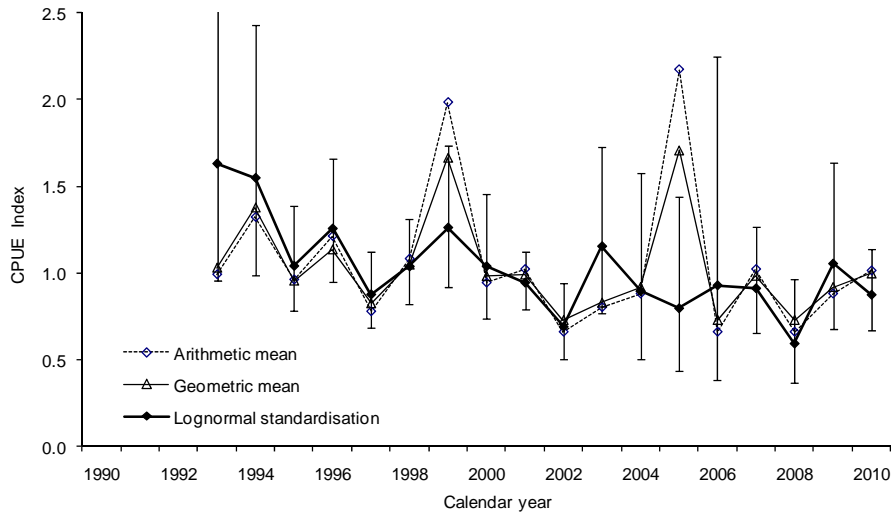 2.5
2.0
1.5
1.0
0.5
0.0
CPUE Index
Arithmetic mean
Geometric mean
Lognormal standardisation
1990 1992 1994 1996 1998 2000 2002 2004 2006 2008 2010
Calendar year